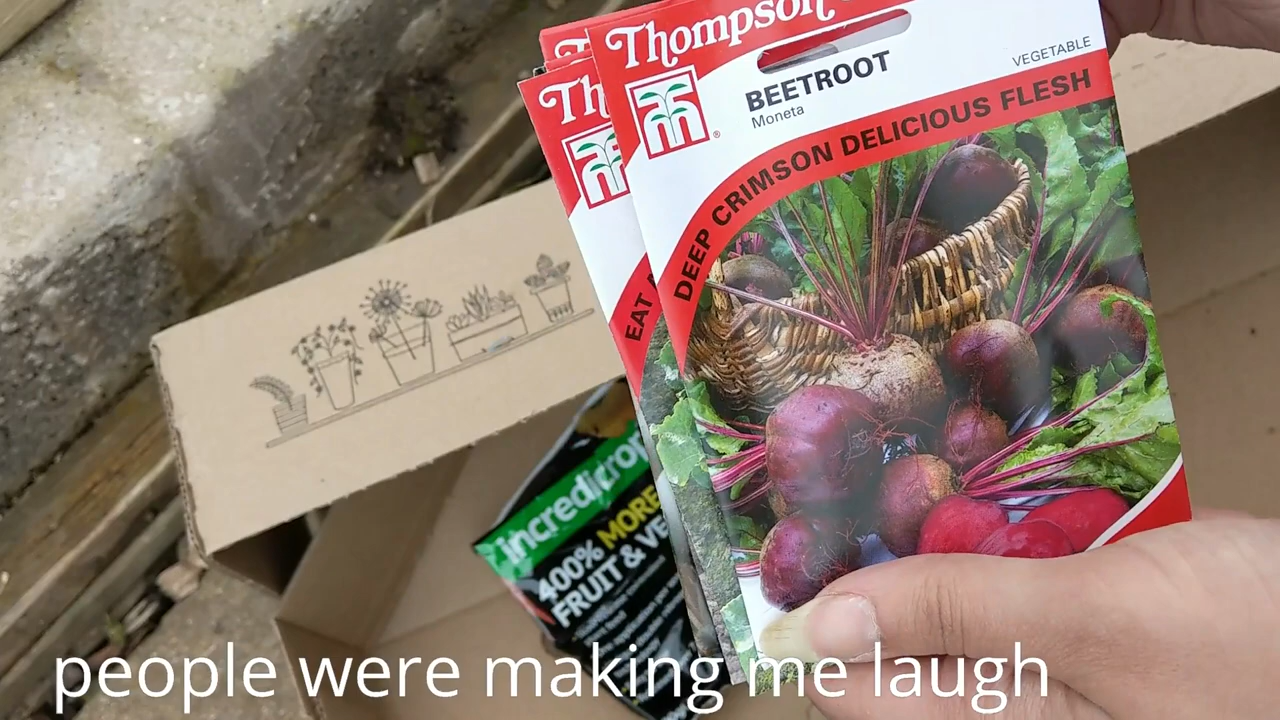 Thompson
BEETROOT
Moneta
VEGETABLE
DEEP CRIMSON DELICIOUS FLESH
Th
EAT
incredicrop
400% MORE
FRUIT & VE
people were making me laugh